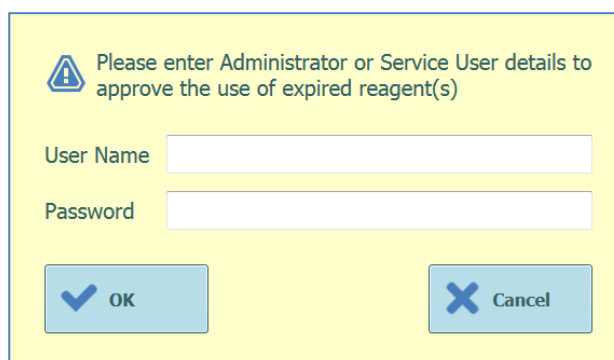 Please enter Administrator or Service User details to
approve the use of expired reagent(s)
User Name
Password
OK
Cancel